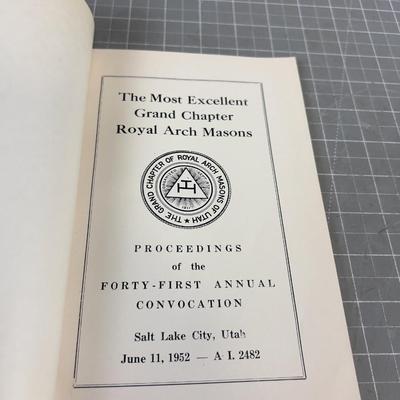 The Most Excellent
Grand Chapter
Royal Arch Masons
THE GRAND CHAPTER OF ROYAL ARCH MASONS OF UTAH
1911
PROCEEDINGS
of the
FORTY-FIRST ANNUAL
CONVOCATION
Salt Lake City, Utah
June 11, 1952 — A I. 2482